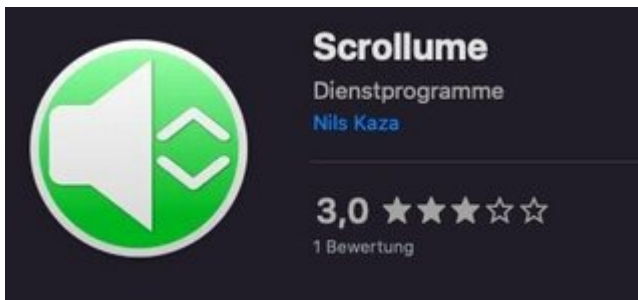 Scrollume
Dienstprogramme
Nils Kaza
3,0 ★★★☆☆
1 Bewertung